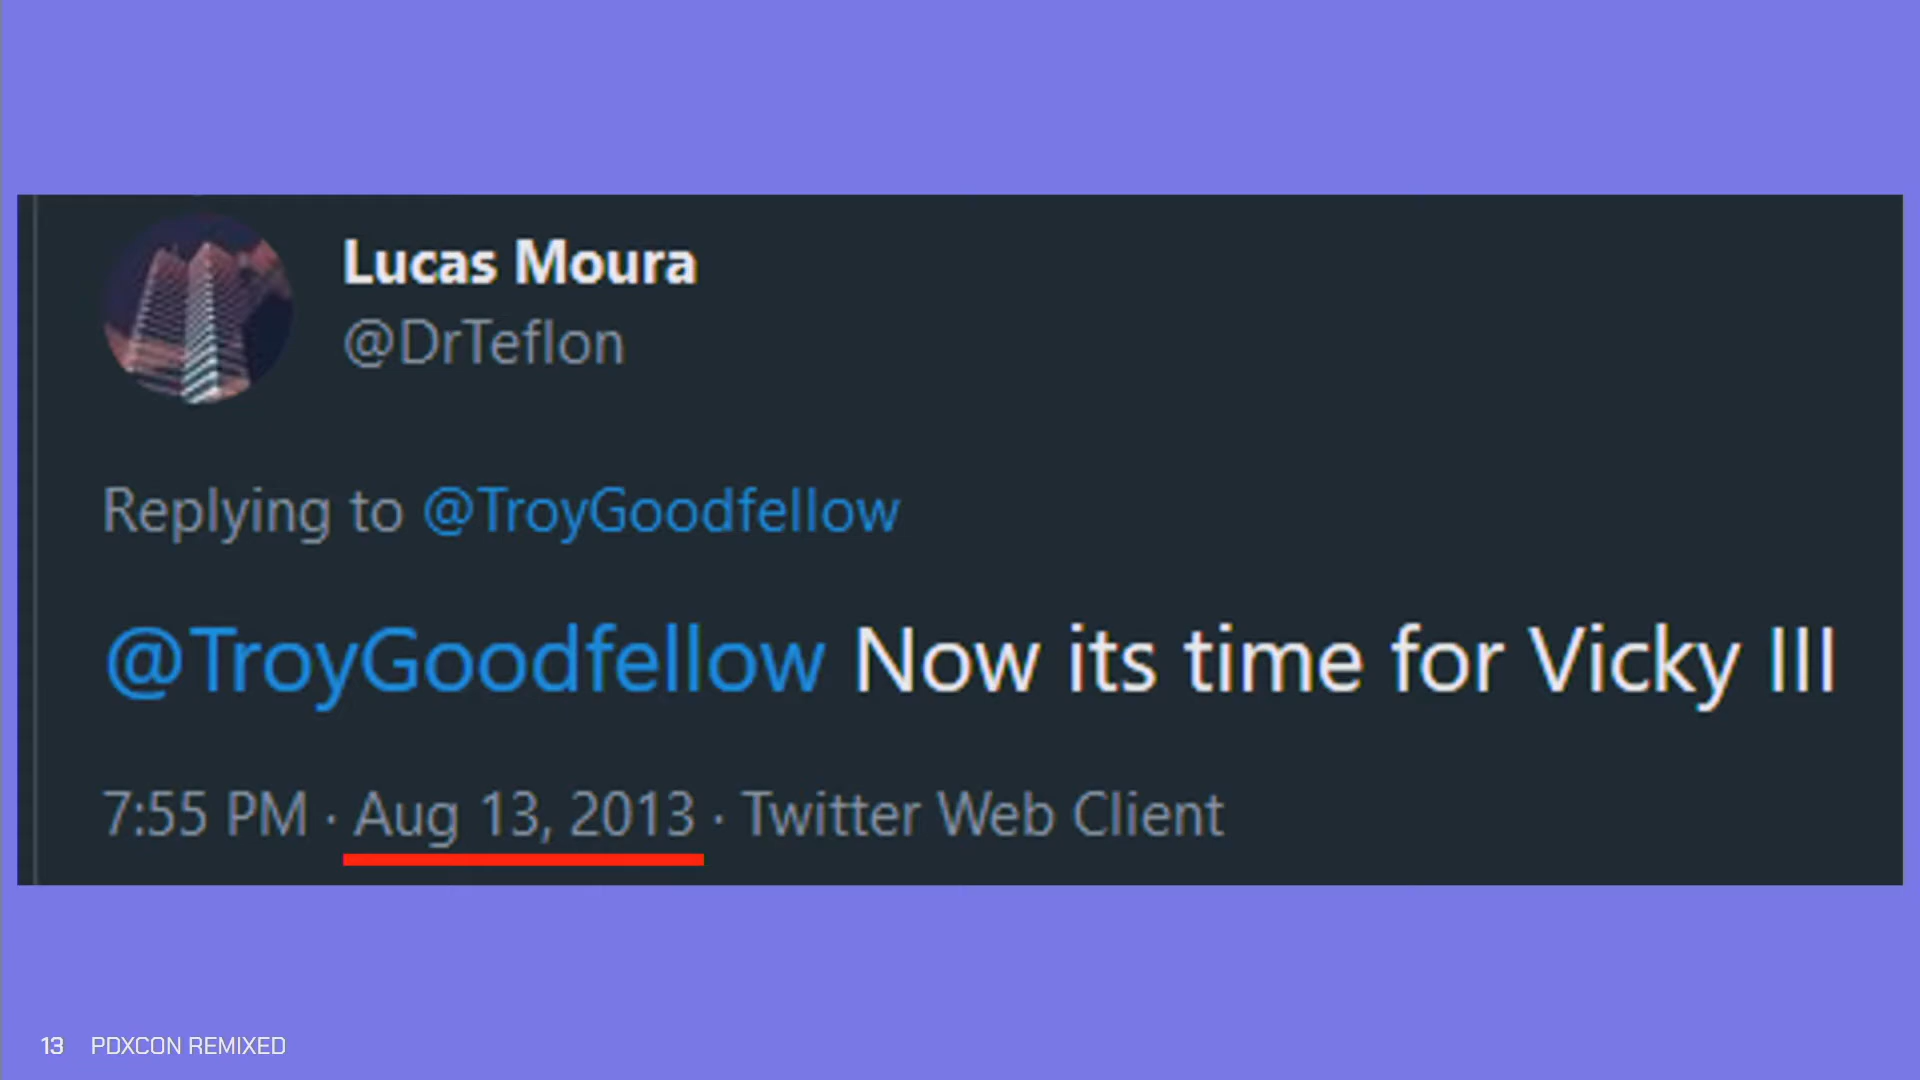 Lucas Moura
@DrTeflon
Replying to @TroyGoodfellow
@TroyGoodfellow Now its time for Vicky III
7:55 PM · Aug 13, 2013 · Twitter Web Client
13 PDXCON REMIXED